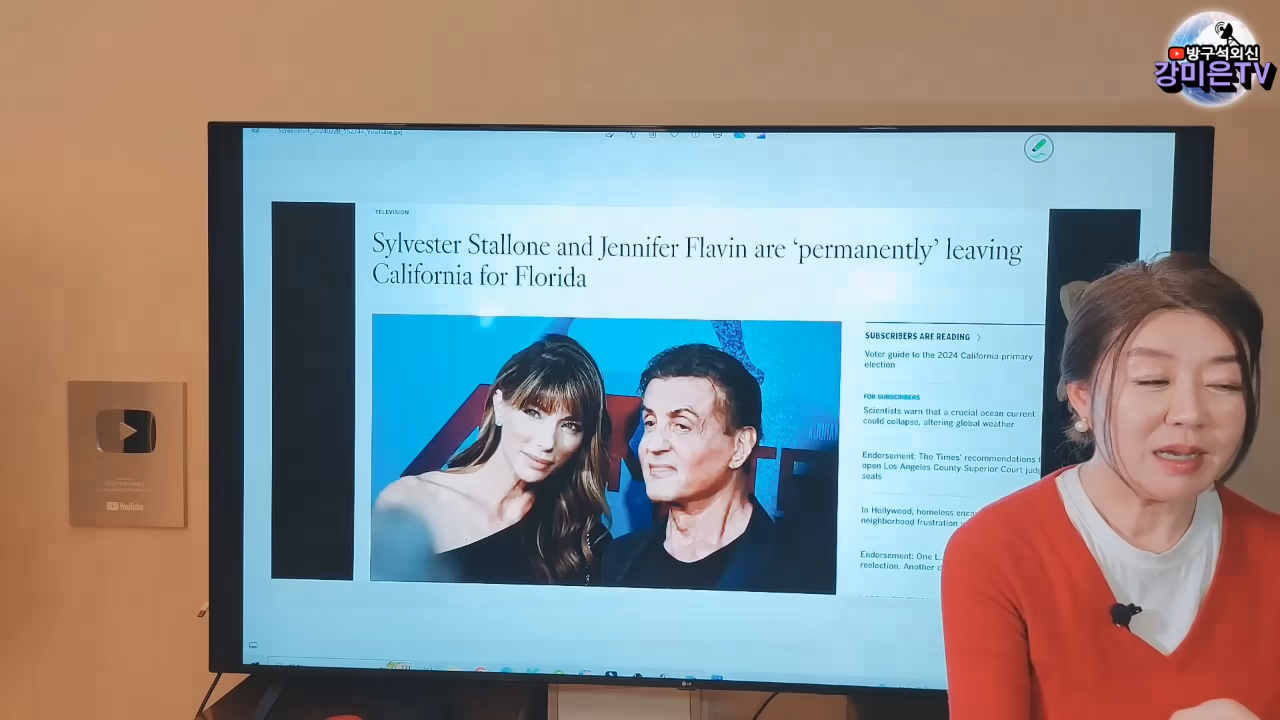 방구석외신
강미은TV
TELEVISION
Sylvester Stallone and Jennifer Flavin are ‘permanently’ leaving
California for Florida
SUBSCRIBERS ARE READING >
Voter guide to the 2024 California primary
election
FOR SUBSCRIBERS
Scientists warn that a crucial ocean current
could collapse, altering global weather
Endorsement: The Times’ recommendations
open Los Angeles County Superior Court
seats
In Hollywood, homeless
neighborhood frustration
Endorsement: One
reelection. Another
YouTube
LG